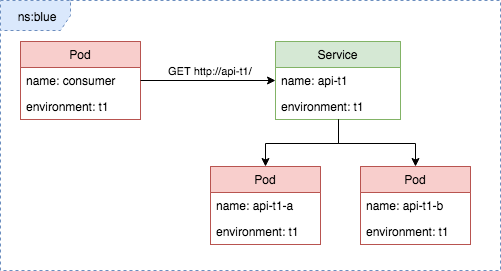 ns:blue
Pod
name: consumer
environment: t1
GET http://api-t1/
Service
name: api-t1
environment: t1
Pod
name: api-t1-a
environment: t1
Pod
name: api-t1-b
environment: t1